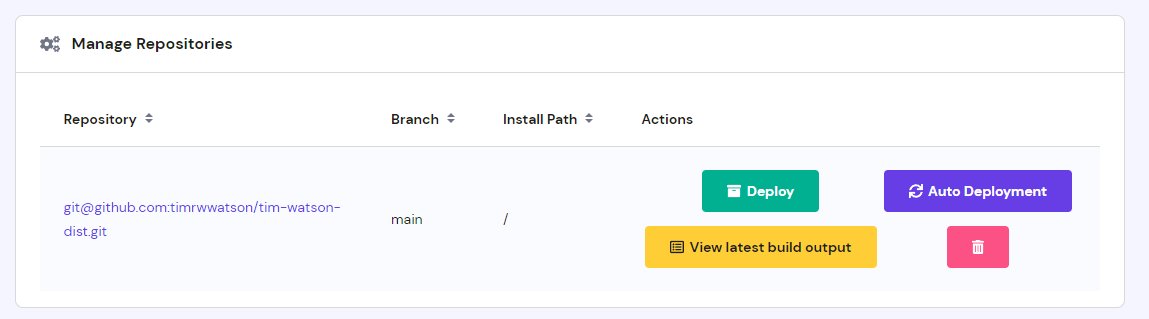 Manage Repositories
Repository Branch Install Path Actions
git@github.com:timrwwatson/tim-watson-
dist.git
main
/
Deploy
Auto Deployment
View latest build output